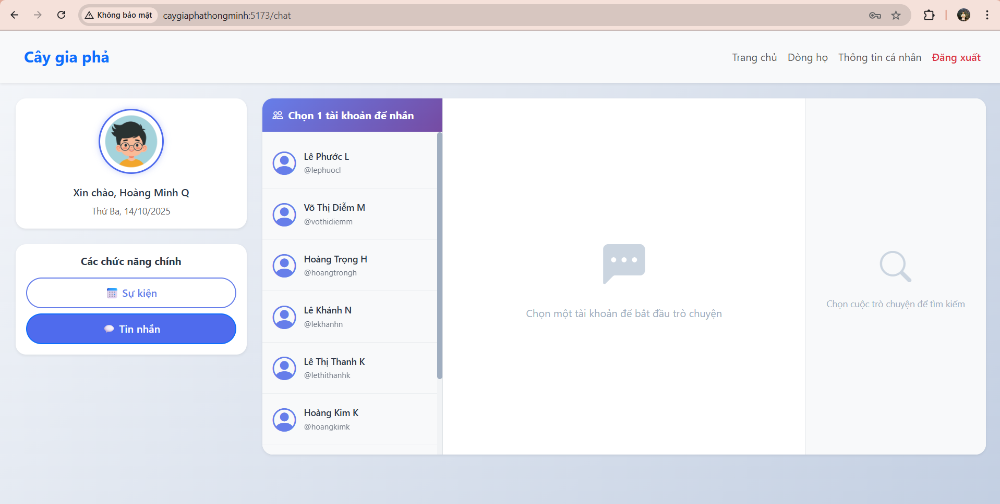 Không bảo mật
caygiaphathongminh:5173/chat
Cây gia phả
Trang chủ
Dòng họ
Thông tin cá nhân
Đăng xuất
Xin chào, Hoàng Minh Q
Thứ Ba, 14/10/2025
Các chức năng chính
Sự kiện
Tin nhắn
Chọn 1 tài khoản để nhắn
Lê Phước L
@lephuocl
Võ Thị Diễm M
@vothidiemm
Hoàng Trọng H
@hoangtrongh
Lê Khánh N
@lekhanhn
Lê Thị Thanh K
@lethithanhk
Hoàng Kim K
@hoangkimk
Chọn một tài khoản để bắt đầu trò chuyện
Chọn cuộc trò chuyện để tìm kiếm